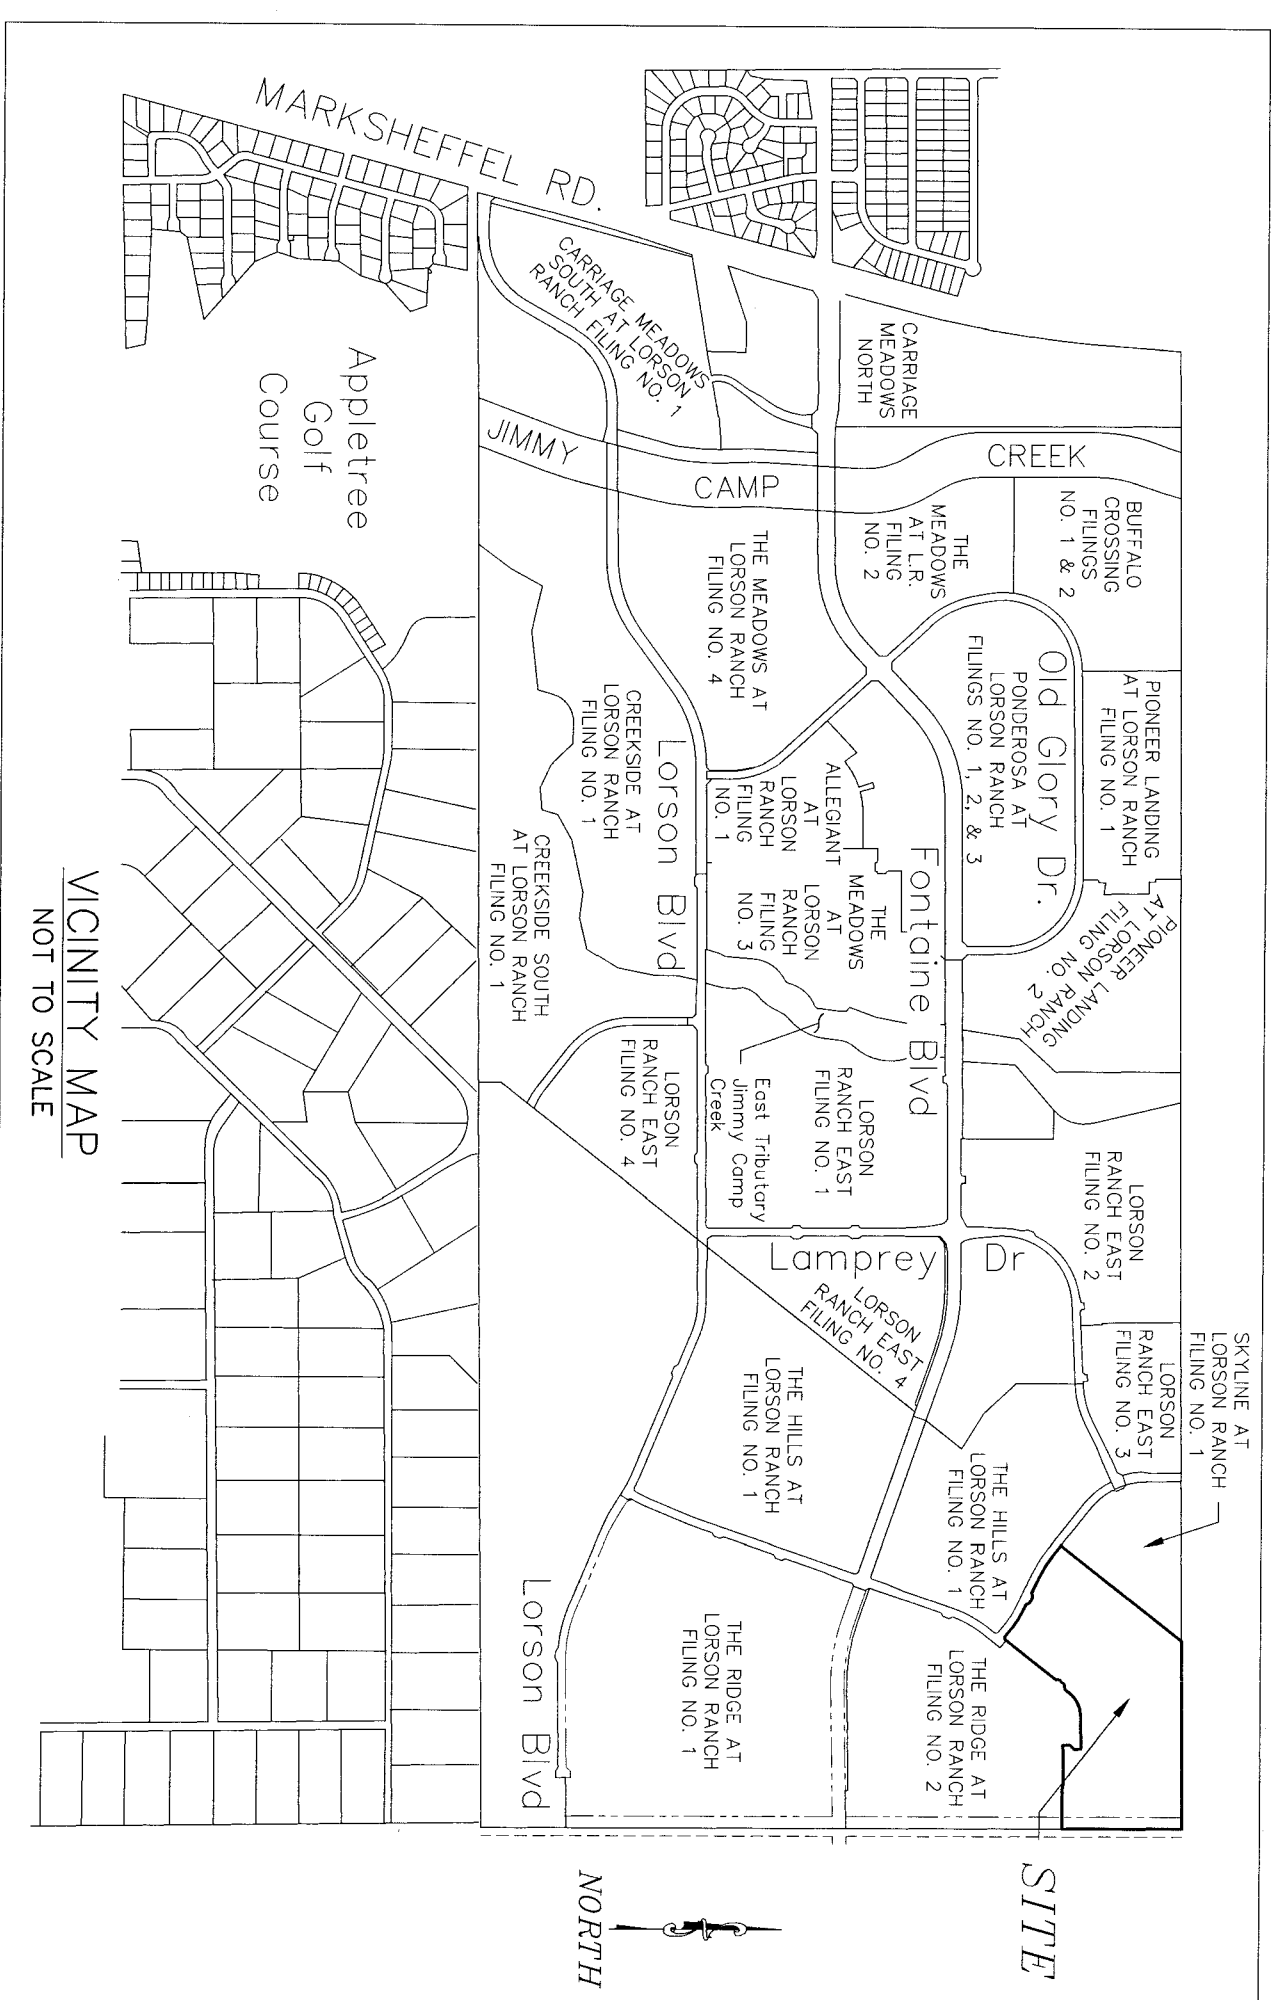 SKYLINE AT
LORSON RANCH
FILING NO. 1
BUFFALO
CROSSING
FILINGS
NO. 1 & 2
PIONEER LANDING
AT LORSON RANCH
FILING NO. 1
PIONEER LANDING
AT LORSON RANCH
FILING NO. 2
LORSON
RANCH EAST
FILING NO. 2
LORSON
RANCH EAST
FILING NO. 3
CREEK
Old Glory Dr.
PONDEROSA AT
LORSON RANCH
FILINGS NO. 1, 2, & 3
SITE
CARRIAGE
MEADOWS
NORTH
THE
MEADOWS
AT L.R.
FILING
NO. 2
Fontaine Blvd
Dr
THE HILLS AT
LORSON RANCH
FILING NO. 1
THE RIDGE AT
LORSON RANCH
FILING NO. 2
ALLEGIANT
AT
LORSON
RANCH
FILING
NO. 1
THE
MEADOWS
AT
LORSON
RANCH
FILING
NO. 3
LORSON
RANCH EAST
FILING NO. 1
LORSON
RANCH EAST
FILING NO. 4
Lamprey
CAMP
THE MEADOWS AT
LORSON RANCH
FILING NO. 4
East Tributary
Jimmy Camp
Creek
THE HILLS AT
LORSON RANCH
FILING NO. 1
THE RIDGE AT
LORSON RANCH
FILING NO. 1
CARRIAGE MEADOWS
SOUTH AT LORSON
RANCH FILING NO. 1
Lorson Blvd
LORSON
RANCH EAST
FILING NO. 4
CREEKSIDE AT
LORSON RANCH
FILING NO. 1
NORTH
MARKSHEFFEL RD.
JIMMY
CREEKSIDE SOUTH
AT LORSON RANCH
FILING NO. 1
Lorson Blvd
Appletree
Golf
Course
VICINITY MAP
NOT TO SCALE